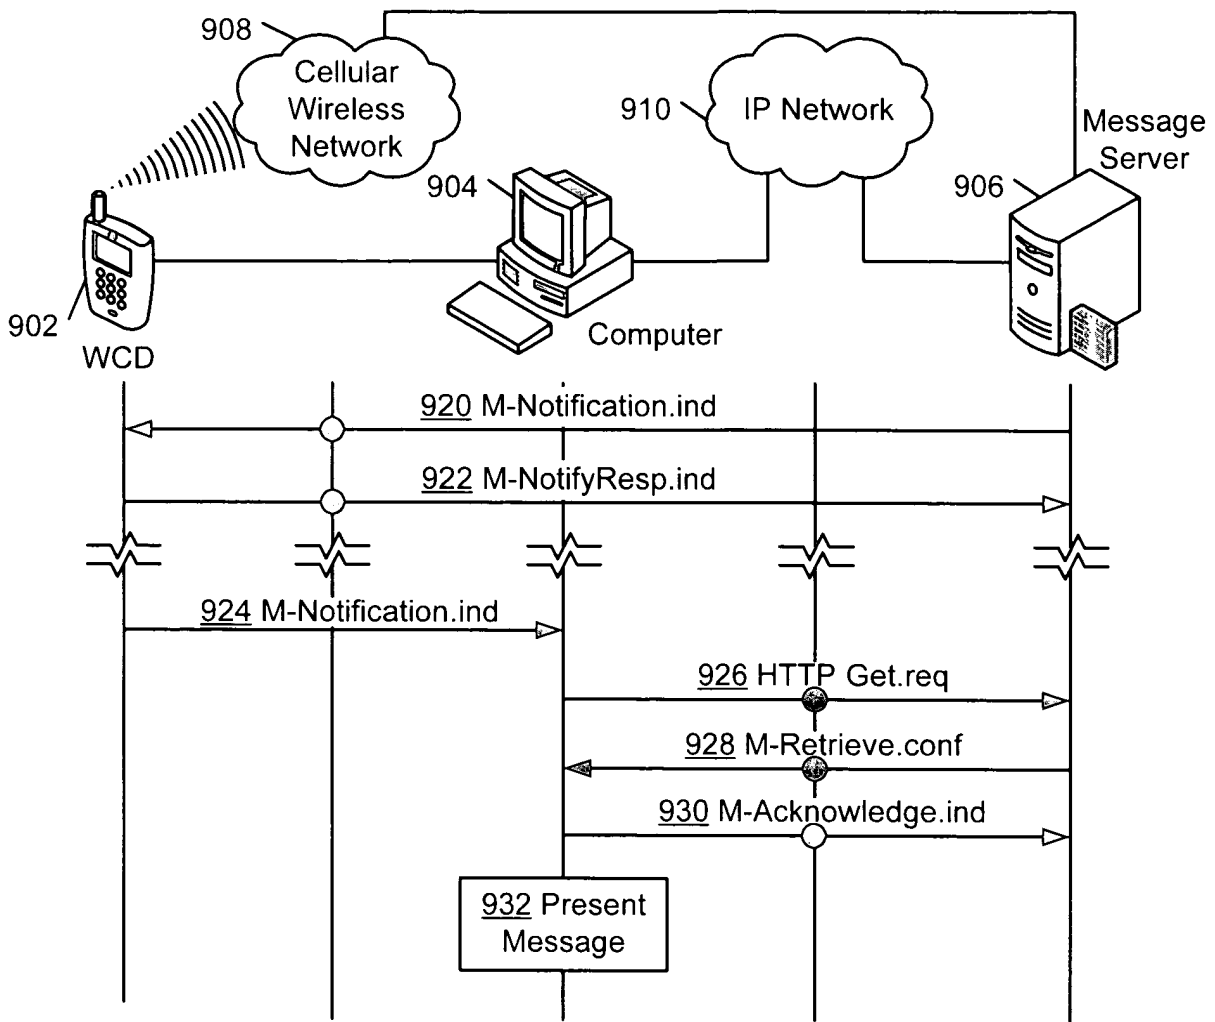 908
Cellular
Wireless
Network
910
IP Network
Message
Server
904
906
902
WCD
Computer
920 M-Notification.ind
922 M-NotifyResp.ind
924 M-Notification.ind
926 HTTP Get.req
928 M-Retrieve.conf
930 M-Acknowledge.ind
932 Present
Message